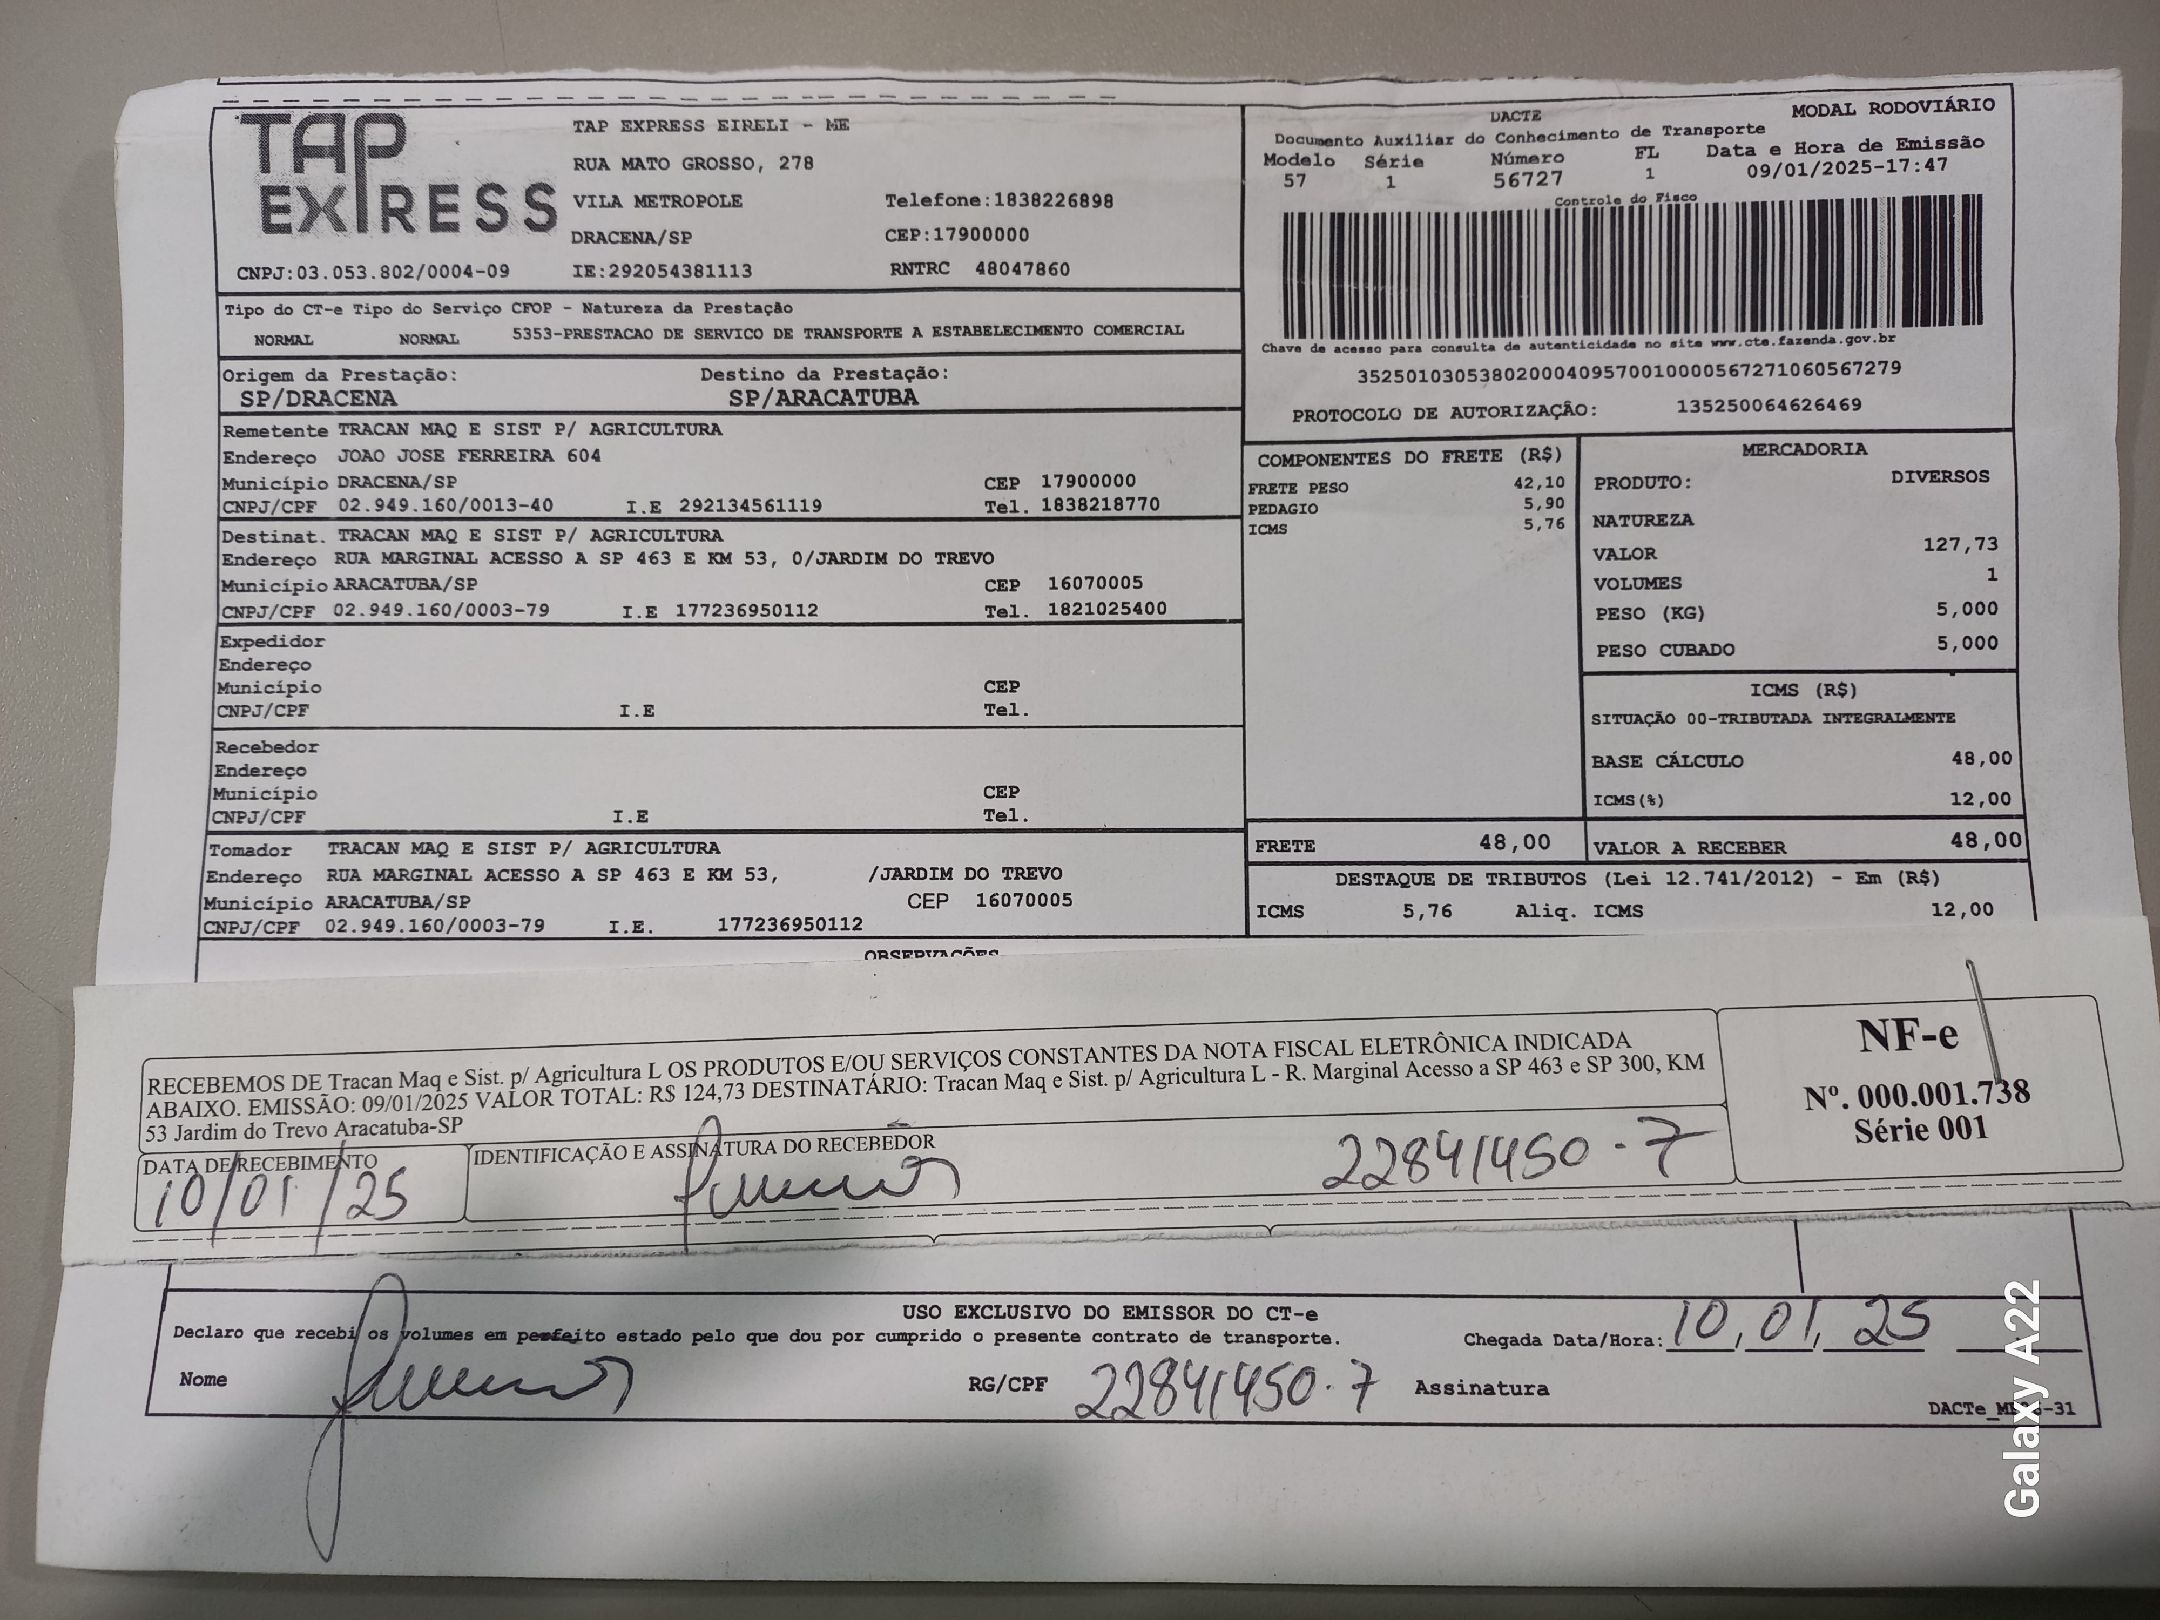 TAP EXPRESS
TAP EXPRESS EIRELI - ME
RUA MATO GROSSO, 278
VILA METROPOLE Telefone:1838226898
DRACENA/SP CEP:17900000
CNPJ:03.053.802/0004-09 IE:292054381113 RNTRC 48047860
DACTE MODAL RODOVIÁRIO
Documento Auxiliar do Conhecimento de Transporte
Modelo Série Número FL Data e Hora de Emissão
57 1 56727 1 09/01/2025-17:47
Controle do Fisco
Chave de acesso para consulta de autenticidade no site www.cte.fazenda.gov.br
35250103053802000409570010000567271060567279
PROTOCOLO DE AUTORIZAÇÃO: 135250064626469
Tipo do CT-e Tipo do Serviço CFOP - Natureza da Prestação
NORMAL NORMAL 5353-PRESTACAO DE SERVICO DE TRANSPORTE A ESTABELECIMENTO COMERCIAL
Origem da Prestação: Destino da Prestação:
SP/DRACENA SP/ARACATUBA
Remetente TRACAN MAQ E SIST P/ AGRICULTURA
Endereço JOAO JOSE FERREIRA 604
Município DRACENA/SP CEP 17900000
CNPJ/CPF 02.949.160/0013-40 I.E 292134561119 Tel. 1838218770
Destinat. TRACAN MAQ E SIST P/ AGRICULTURA
Endereço RUA MARGINAL ACESSO A SP 463 E KM 53, 0/JARDIM DO TREVO
Município ARACATUBA/SP CEP 16070005
CNPJ/CPF 02.949.160/0003-79 I.E 177236950112 Tel. 1821025400
Expedidor
Endereço
Município CEP
CNPJ/CPF I.E Tel.
Recebedor
Endereço
Município CEP
CNPJ/CPF I.E Tel.
Tomador TRACAN MAQ E SIST P/ AGRICULTURA
Endereço RUA MARGINAL ACESSO A SP 463 E KM 53, /JARDIM DO TREVO
Município ARACATUBA/SP CEP 16070005
CNPJ/CPF 02.949.160/0003-79 I.E. 177236950112
COMPONENTES DO FRETE (R$)
FRETE PESO 42,10
PEDAGIO 5,90
ICMS 5,76
MERCADORIA
PRODUTO: DIVERSOS
NATUREZA
VALOR 127,73
VOLUMES 1
PESO (KG) 5,000
PESO CUBADO 5,000
ICMS (R$)
SITUAÇÃO 00-TRIBUTADA INTEGRALMENTE
BASE CÁLCULO 48,00
ICMS(%) 12,00
FRETE 48,00 VALOR A RECEBER 48,00
DESTAQUE DE TRIBUTOS (Lei 12.741/2012) - Em (R$)
ICMS 5,76 Aliq. ICMS 12,00
OBSERVAÇÕES
RECEBEMOS DE Tracan Maq e Sist. p/ Agricultura L OS PRODUTOS E/OU SERVIÇOS CONSTANTES DA NOTA FISCAL ELETRÔNICA INDICADA
ABAIXO. EMISSÃO: 09/01/2025 VALOR TOTAL: R$ 124,73 DESTINATÁRIO: Tracan Maq e Sist. p/ Agricultura L - R. Marginal Acesso a SP 463 e SP 300, KM
53 Jardim do Trevo Aracatuba-SP
DATA DE RECEBIMENTO IDENTIFICAÇÃO E ASSINATURA DO RECEBEDOR
10/01/25 22841450-7
NF-e
Nº. 000.001.738
Série 001
USO EXCLUSIVO DO EMISSOR DO CT-e
Declaro que recebi os volumes em perfeito estado pelo que dou por cumprido o presente contrato de transporte. Chegada Data/Hora: 10,01,25
Nome RG/CPF 22841450-7 Assinatura
Galaxy A22